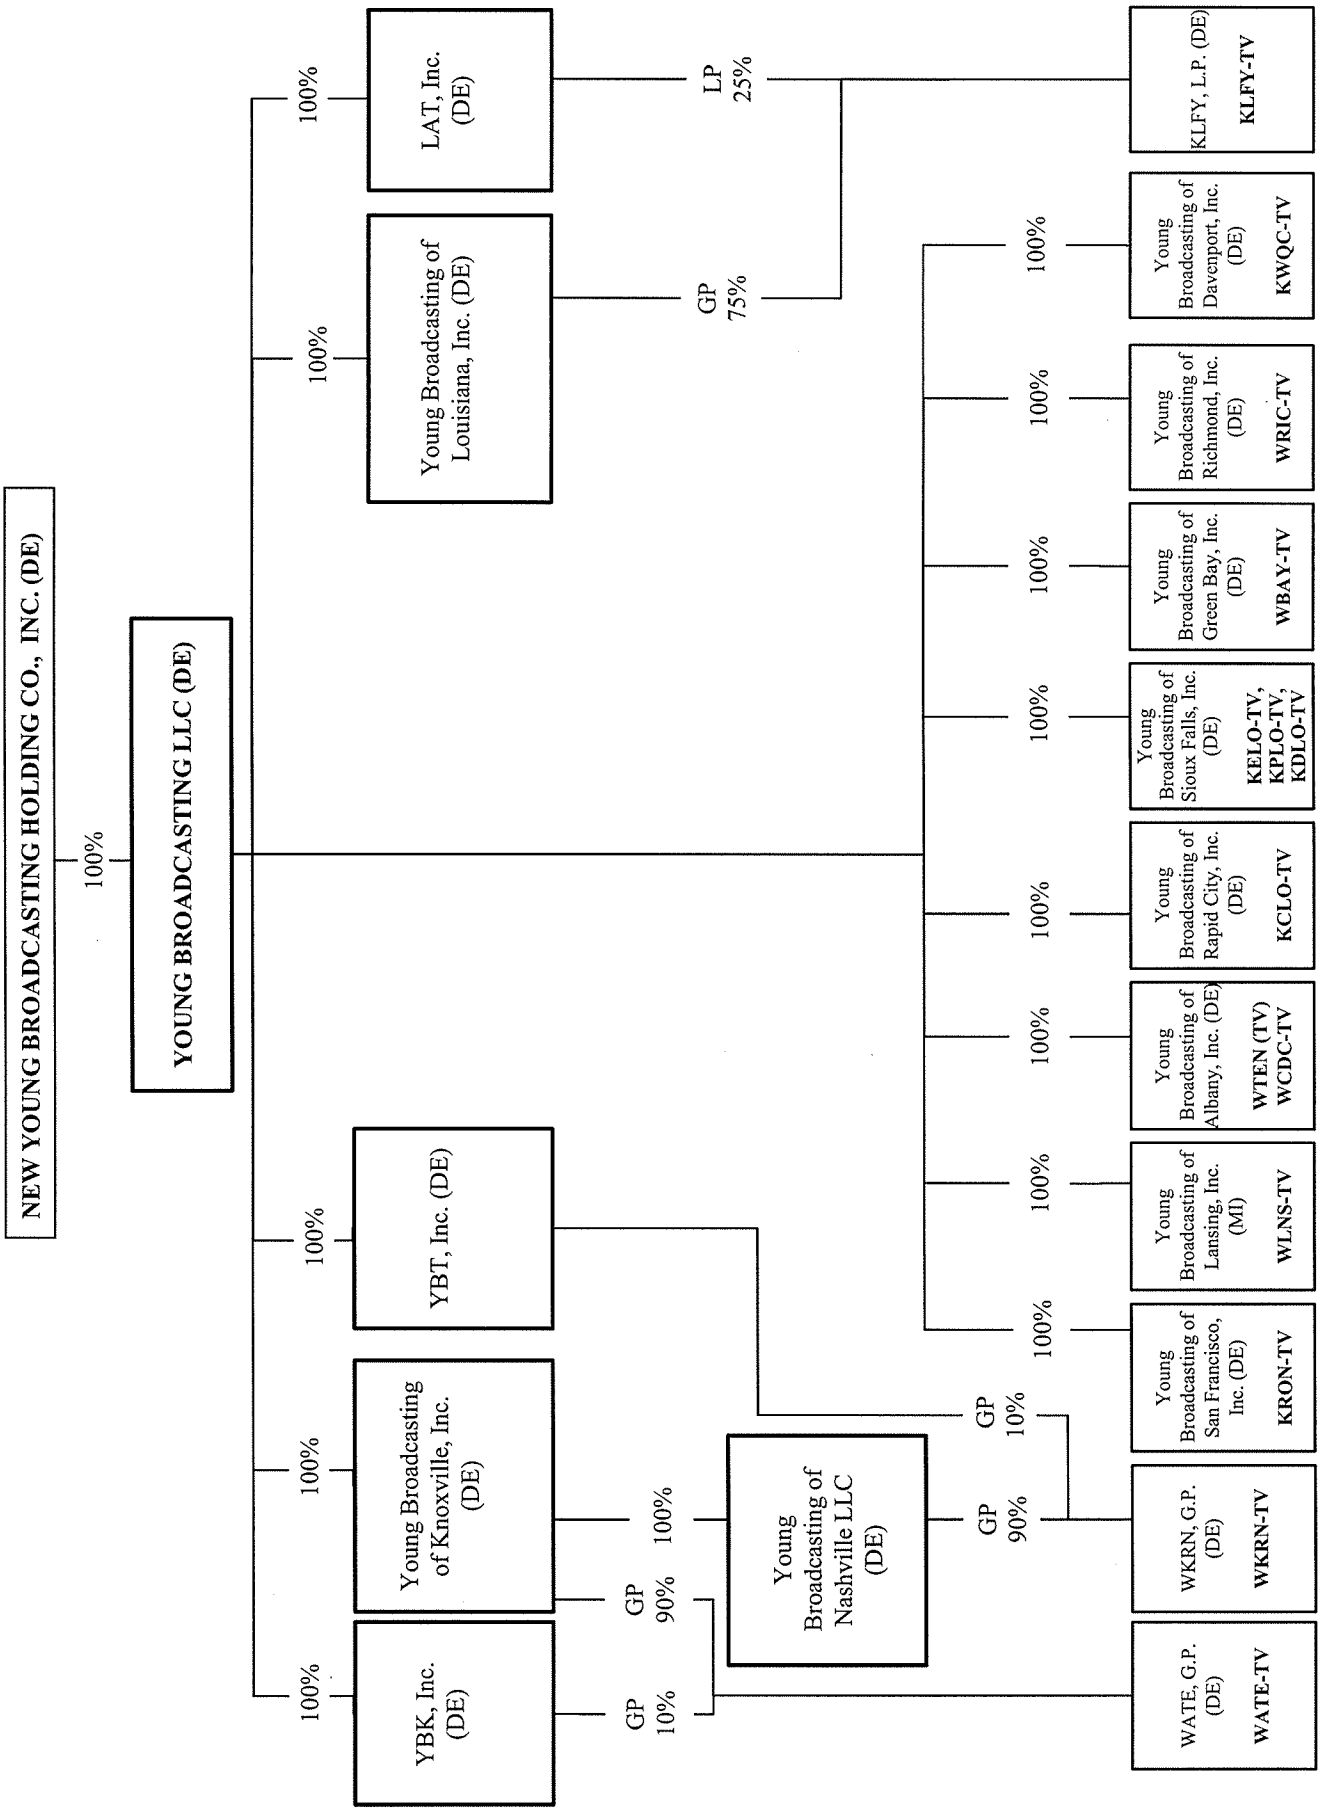 NEW YOUNG BROADCASTING HOLDING CO., INC. (DE)
100%
YOUNG BROADCASTING LLC (DE)
100%
100%
100%
100%
100%
YBK, Inc.
(DE)
Young Broadcasting
of Knoxville, Inc.
(DE)
YBT, Inc. (DE)
Young Broadcasting of
Louisiana, Inc. (DE)
LAT, Inc.
(DE)
GP
10%
GP
90%
100%
GP
75%
LP
25%
Young
Broadcasting of
Nashville LLC
(DE)
GP
90%
GP
10%
100%
100%
100%
100%
100%
100%
100%
100%
WATE, G.P.
(DE)
WATE-TV
WKRN, G.P.
(DE)
WKRN-TV
Young
Broadcasting of
San Francisco,
Inc. (DE)
KRON-TV
Young
Broadcasting of
Lansing, Inc.
(MI)
WLNS-TV
Young
Broadcasting of
Albany, Inc. (DE)
WTEN (TV)
WCDC-TV
Young
Broadcasting of
Rapid City, Inc.
(DE)
KCLO-TV
Young
Broadcasting of
Sioux Falls, Inc.
(DE)
KELO-TV,
KPLO-TV,
KDLO-TV
Young
Broadcasting of
Green Bay, Inc.
(DE)
WBAY-TV
Young
Broadcasting of
Richmond, Inc.
(DE)
WRIC-TV
Young
Broadcasting of
Davenport, Inc.
(DE)
KWQC-TV
KLFY, L.P. (DE)
KLFY-TV